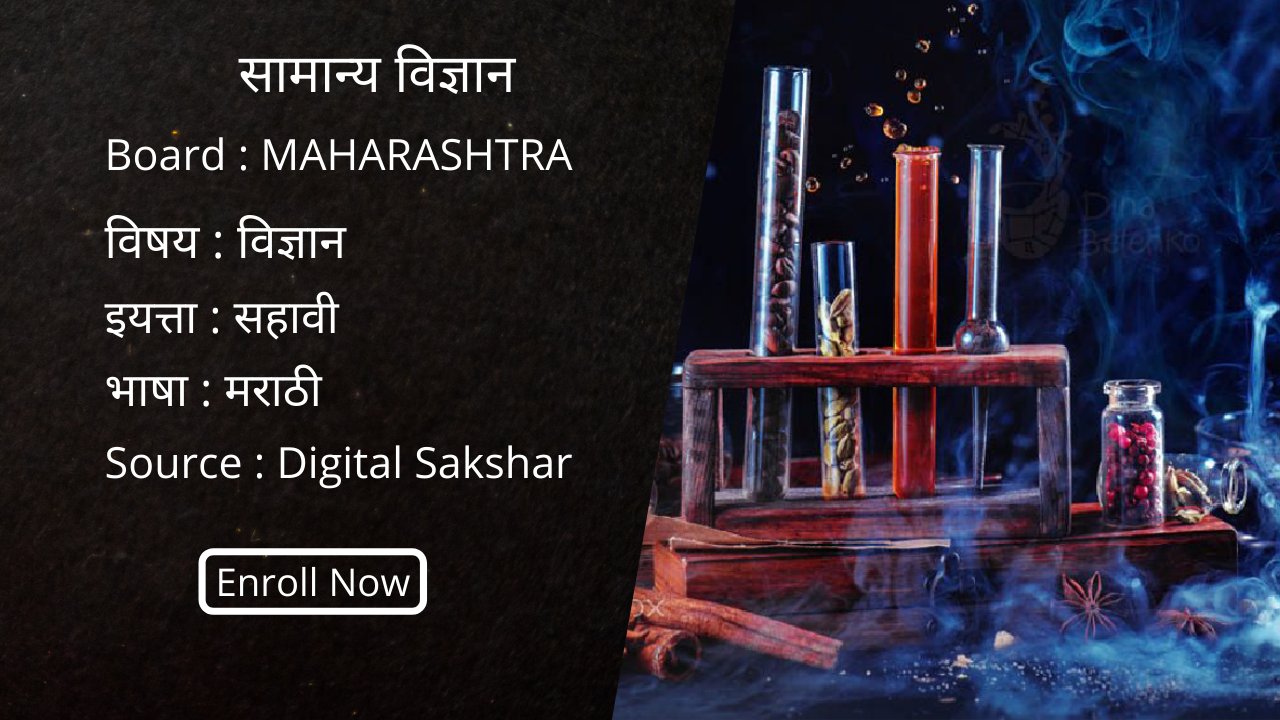 सामान्य विज्ञान
Board : MAHARASHTRA
विषय : विज्ञान
इयत्ता : सहावी
भाषा : मराठी
Source : Digital Sakshar
Enroll Now
Dina
Belenko